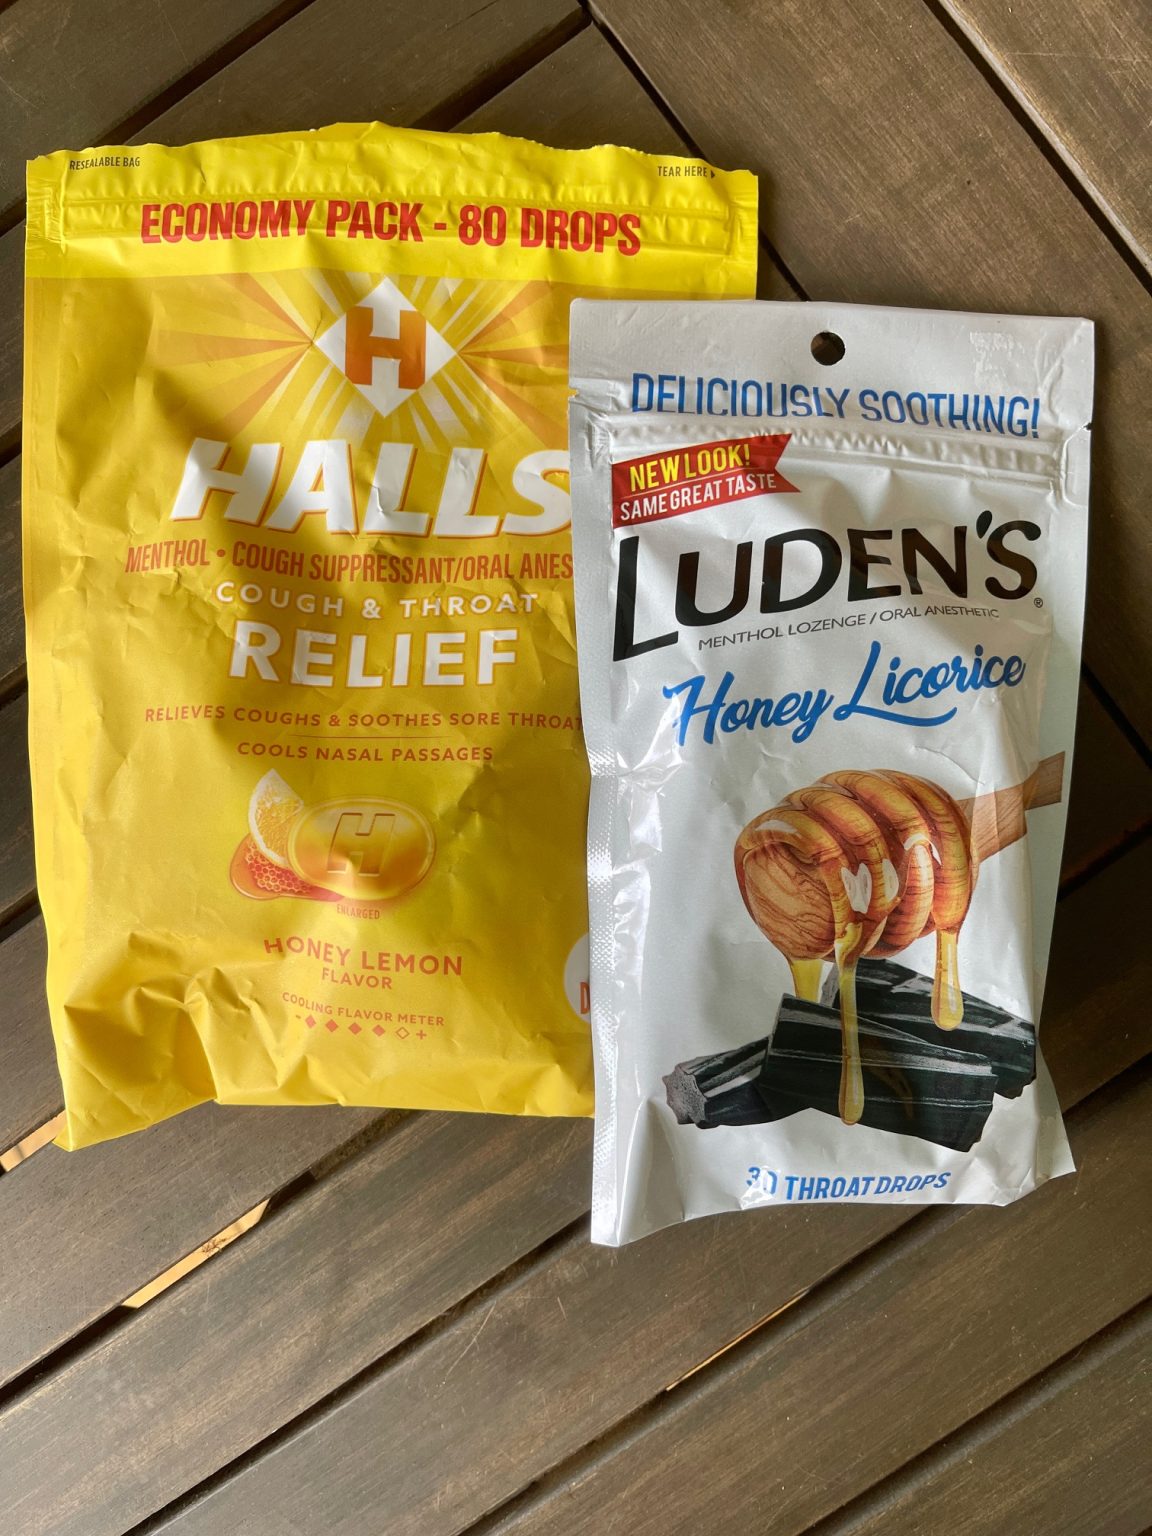 RESEALABLE BAG
TEAR HERE
ECONOMY PACK - 80 DROPS
H
HALLS
MENTHOL • COUGH SUPPRESSANT/ORAL ANES
COUGH & THROAT
RELIEF
RELIEVES COUGHS & SOOTHES SORE THROAT
COOLS NASAL PASSAGES
H
ENLARGED
HONEY LEMON
FLAVOR
COOLING FLAVOR METER
- +
D
DELICIOUSLY SOOTHING!
NEW LOOK!
SAME GREAT TASTE
LUDEN'S®
MENTHOL LOZENGE / ORAL ANESTHETIC
Honey Licorice
30 THROAT DROPS